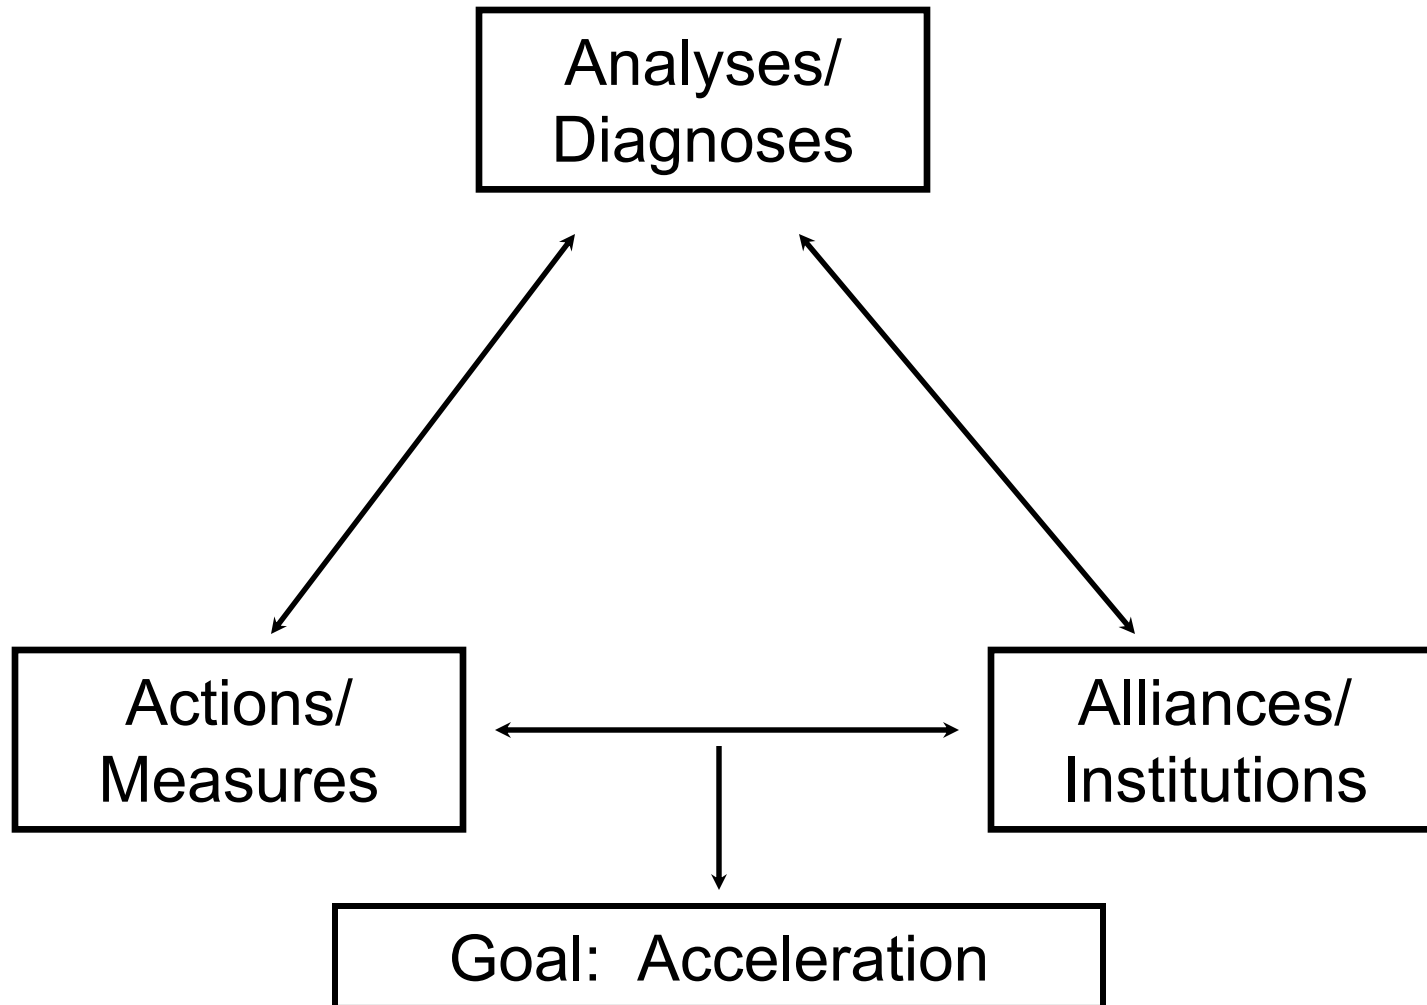 Analyses/
Diagnoses
Actions/
Measures
Alliances/
Institutions
Goal:  Acceleration